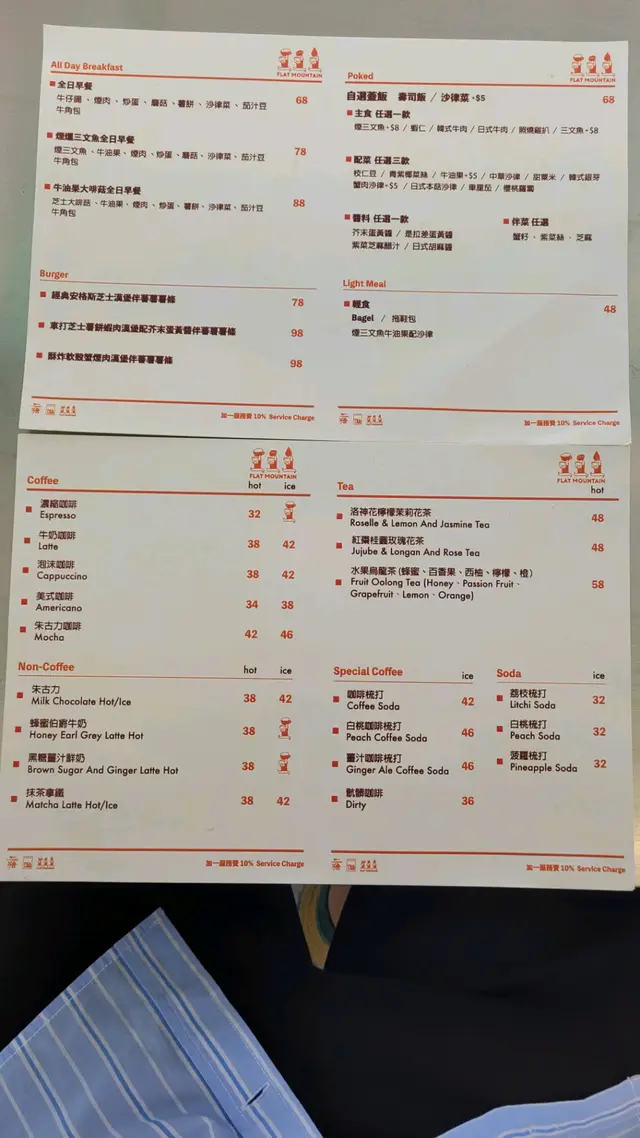 All Day Breakfast
FLAT MOUNTAIN
全日早餐
68
牛仔腸、煙肉、炒蛋、蘑菇、薯餅、沙律菜、茄汁豆
牛角包
煙燻三文魚全日早餐
78
煙三文魚、牛油果、煙肉、炒蛋、蘑菇、沙律菜、茄汁豆
牛角包
牛油果大啡菇全日早餐
88
芝士大啡菇、牛油果、煙肉、炒蛋、薯餅、沙律菜、茄汁豆
牛角包
Burger
經典安格斯芝士漢堡伴薯薯薯條
78
車打芝士薯餅蝦肉漢堡配芥末蛋黃醬伴薯薯薯條
98
酥炸軟殼蟹煙肉漢堡伴薯薯薯條
98
加一服務費 10% Service Charge
Poked
FLAT MOUNTAIN
自選蓋飯 壽司飯 / 沙律菜+$5
68
主食 任選一款
煙三文魚+$8 / 蝦仁 / 韓式牛肉 / 日式牛肉 / 照燒雞扒 / 三文魚+$8
配菜 任選三款
枝仁豆 / 青紫椰菜絲 / 牛油果+$5 / 中華沙律 / 甜粟米 / 韓式銀芽
蟹肉沙律+$5 / 日式本菇沙律 / 車厘茄 / 櫻桃蘿蔔
醬料 任選一款
芥末蛋黃醬 / 是拉差蛋黃醬
紫菜芝麻醋汁 / 日式胡麻醬
伴菜 任選
蟹籽 、紫菜絲 、芝麻
Light Meal
輕食
48
Bagel / 拖鞋包
煙三文魚牛油果配沙律
加一服務費 10% Service Charge
Coffee
FLAT MOUNTAIN
hot ice
濃縮咖啡
Espresso
32
牛奶咖啡
Latte
38 42
泡沫咖啡
Cappuccino
38 42
美式咖啡
Americano
34 38
朱古力咖啡
Mocha
42 46
Non-Coffee
hot ice
朱古力
Milk Chocolate Hot/Ice
38 42
蜂蜜伯爵牛奶
Honey Earl Grey Latte Hot
38
黑糖薑汁鮮奶
Brown Sugar And Ginger Latte Hot
38
抹茶拿鐵
Matcha Latte Hot/Ice
38 42
加一服務費 10% Service Charge
Tea
FLAT MOUNTAIN
hot
洛神花檸檬茉莉花茶
Roselle & Lemon And Jasmine Tea
48
紅棗桂圓玫瑰花茶
Jujube & Longan And Rose Tea
48
水果烏龍茶 (蜂蜜、百香果、西柚、檸檬、橙)
Fruit Oolong Tea (Honey、Passion Fruit、
Grapefruit、Lemon、Orange)
58
Special Coffee
ice
咖啡梳打
Coffee Soda
42
白桃咖啡梳打
Peach Coffee Soda
46
薑汁咖啡梳打
Ginger Ale Coffee Soda
46
骯髒咖啡
Dirty
36
Soda
ice
荔枝梳打
Litchi Soda
32
白桃梳打
Peach Soda
32
菠蘿梳打
Pineapple Soda
32
加一服務費 10% Service Charge